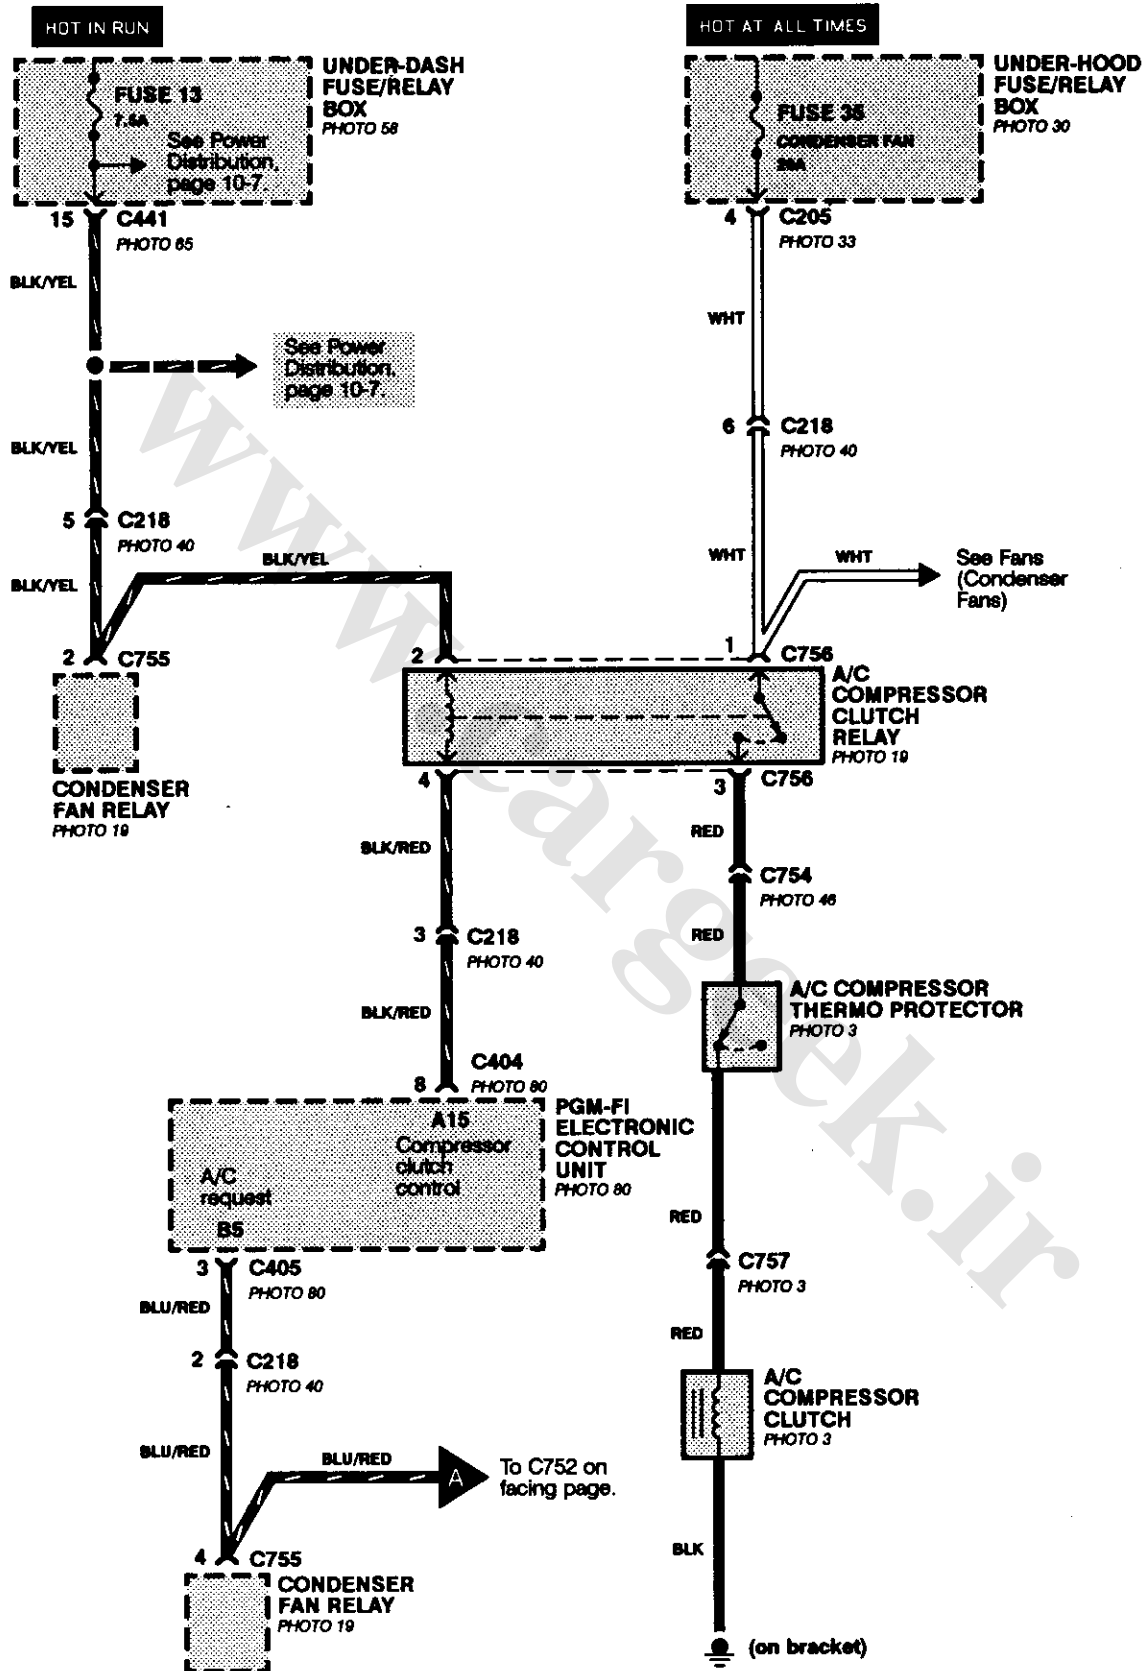 HOT IN RUN
HOT AT ALL TIMES
UNDER-DASH
FUSE/RELAY
BOX
PHOTO 58
FUSE 13
7.5A
See Power
Distribution,
page 10-7.
UNDER-HOOD
FUSE/RELAY
BOX
PHOTO 30
FUSE 35
CONDENSER FAN
20A
15
C441
PHOTO 65
4
C205
PHOTO 33
BLK/YEL
WHT
See Power
Distribution,
page 10-7.
BLK/YEL
6
C218
PHOTO 40
5
C218
PHOTO 40
BLK/YEL
BLK/YEL
WHT
WHT
See Fans
(Condenser
Fans)
2
C755
2
1
C756
A/C
COMPRESSOR
CLUTCH
RELAY
PHOTO 19
CONDENSER
FAN RELAY
PHOTO 19
4
3
C756
BLK/RED
RED
C754
PHOTO 46
3
C218
PHOTO 40
RED
BLK/RED
A/C COMPRESSOR
THERMO PROTECTOR
PHOTO 3
8
C404
PHOTO 80
A15
Compressor
clutch
control
A/C
request
B5
PGM-FI
ELECTRONIC
CONTROL
UNIT
PHOTO 80
RED
3
C405
PHOTO 80
C757
PHOTO 3
BLU/RED
RED
2
C218
PHOTO 40
A/C
COMPRESSOR
CLUTCH
PHOTO 3
BLU/RED
BLU/RED
A
To C752 on
facing page.
BLK
4
C755
CONDENSER
FAN RELAY
PHOTO 19
(on bracket)
www.cargeek.ir